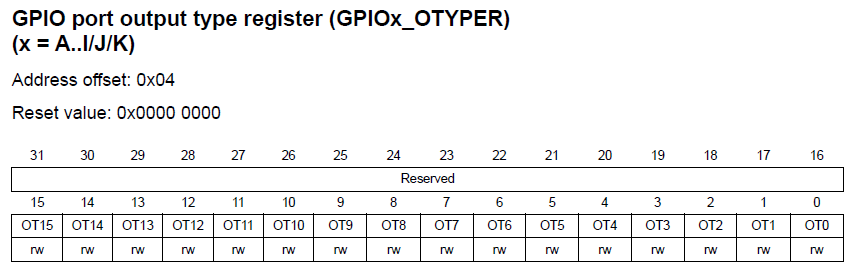 GPIO port output type register (GPIOx_OTYPER)
(x = A..I/J/K)
Address offset: 0x04
Reset value: 0x0000 0000
31 30 29 28 27 26 25 24 23 22 21 20 19 18 17 16
Reserved
15 14 13 12 11 10 9 8 7 6 5 4 3 2 1 0
OT15 OT14 OT13 OT12 OT11 OT10 OT9 OT8 OT7 OT6 OT5 OT4 OT3 OT2 OT1 OT0
rw rw rw rw rw rw rw rw rw rw rw rw rw rw rw rw